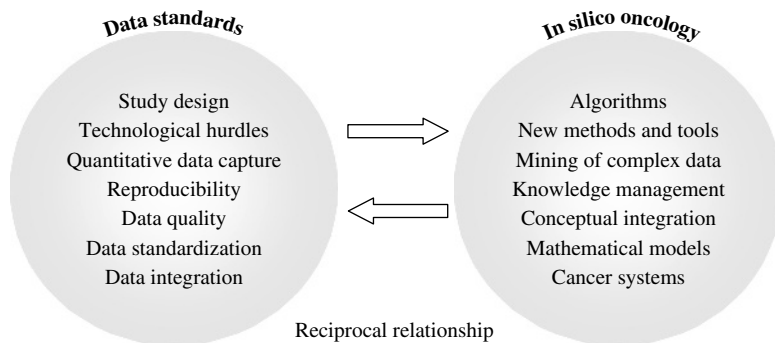 Data standards
Study design
Technological hurdles
Quantitative data capture
Reproducibility
Data quality
Data standardization
Data integration
In silico oncology
Algorithms
New methods and tools
Mining of complex data
Knowledge management
Conceptual integration
Mathematical models
Cancer systems
Reciprocal relationship